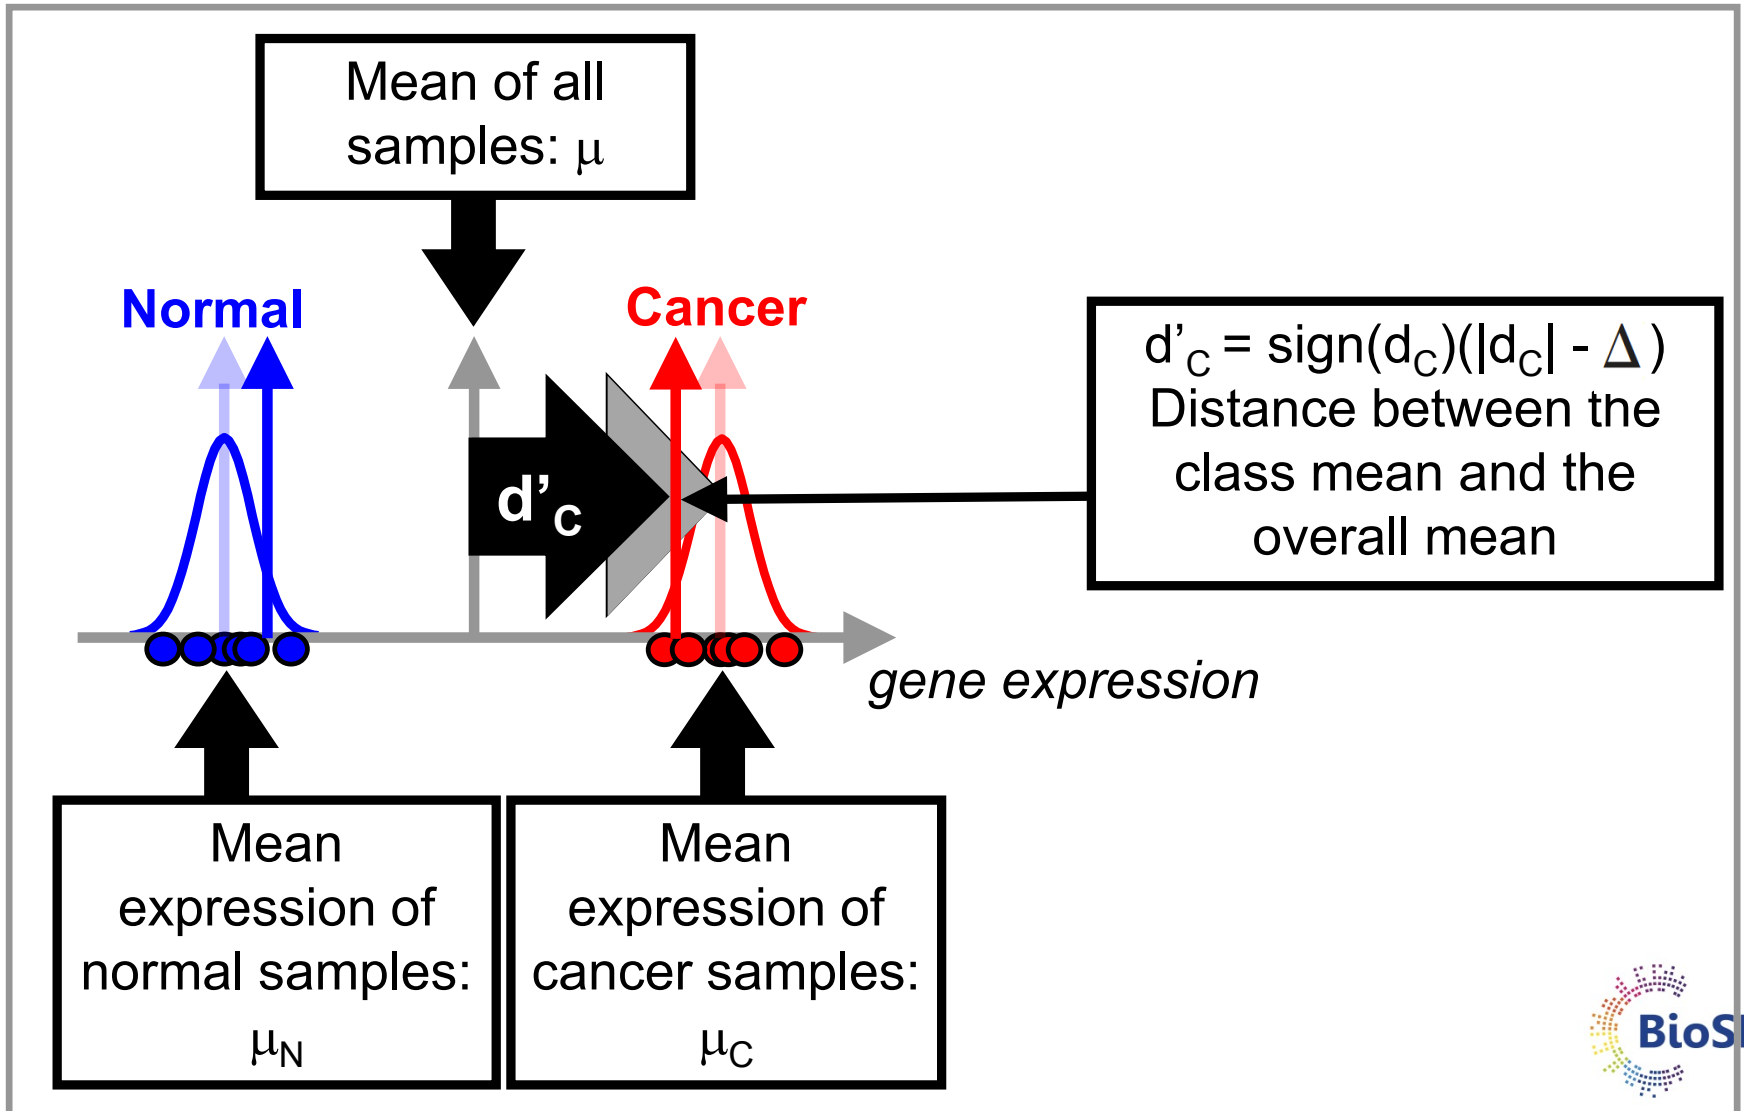 Mean of all
samples: μ
Normal
Cancer
d'C = sign(dC)(|dC| - Δ)
Distance between the
class mean and the
overall mean
d'C
gene expression
Mean
expression of
normal samples:
μN
Mean
expression of
cancer samples:
μC